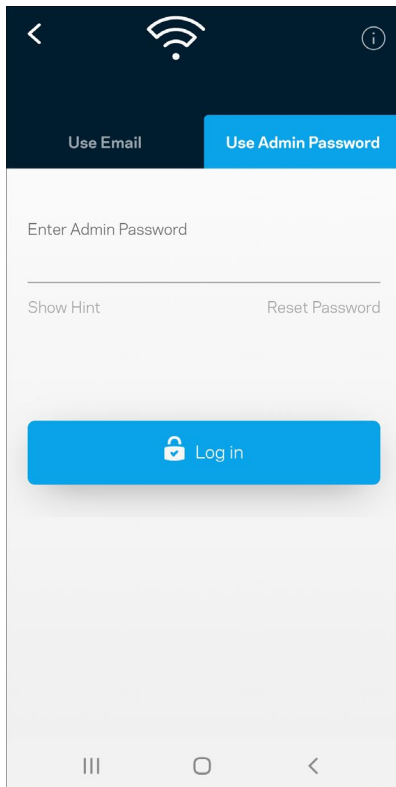 Use Email
Use Admin Password
Enter Admin Password
Show Hint
Reset Password
Log in